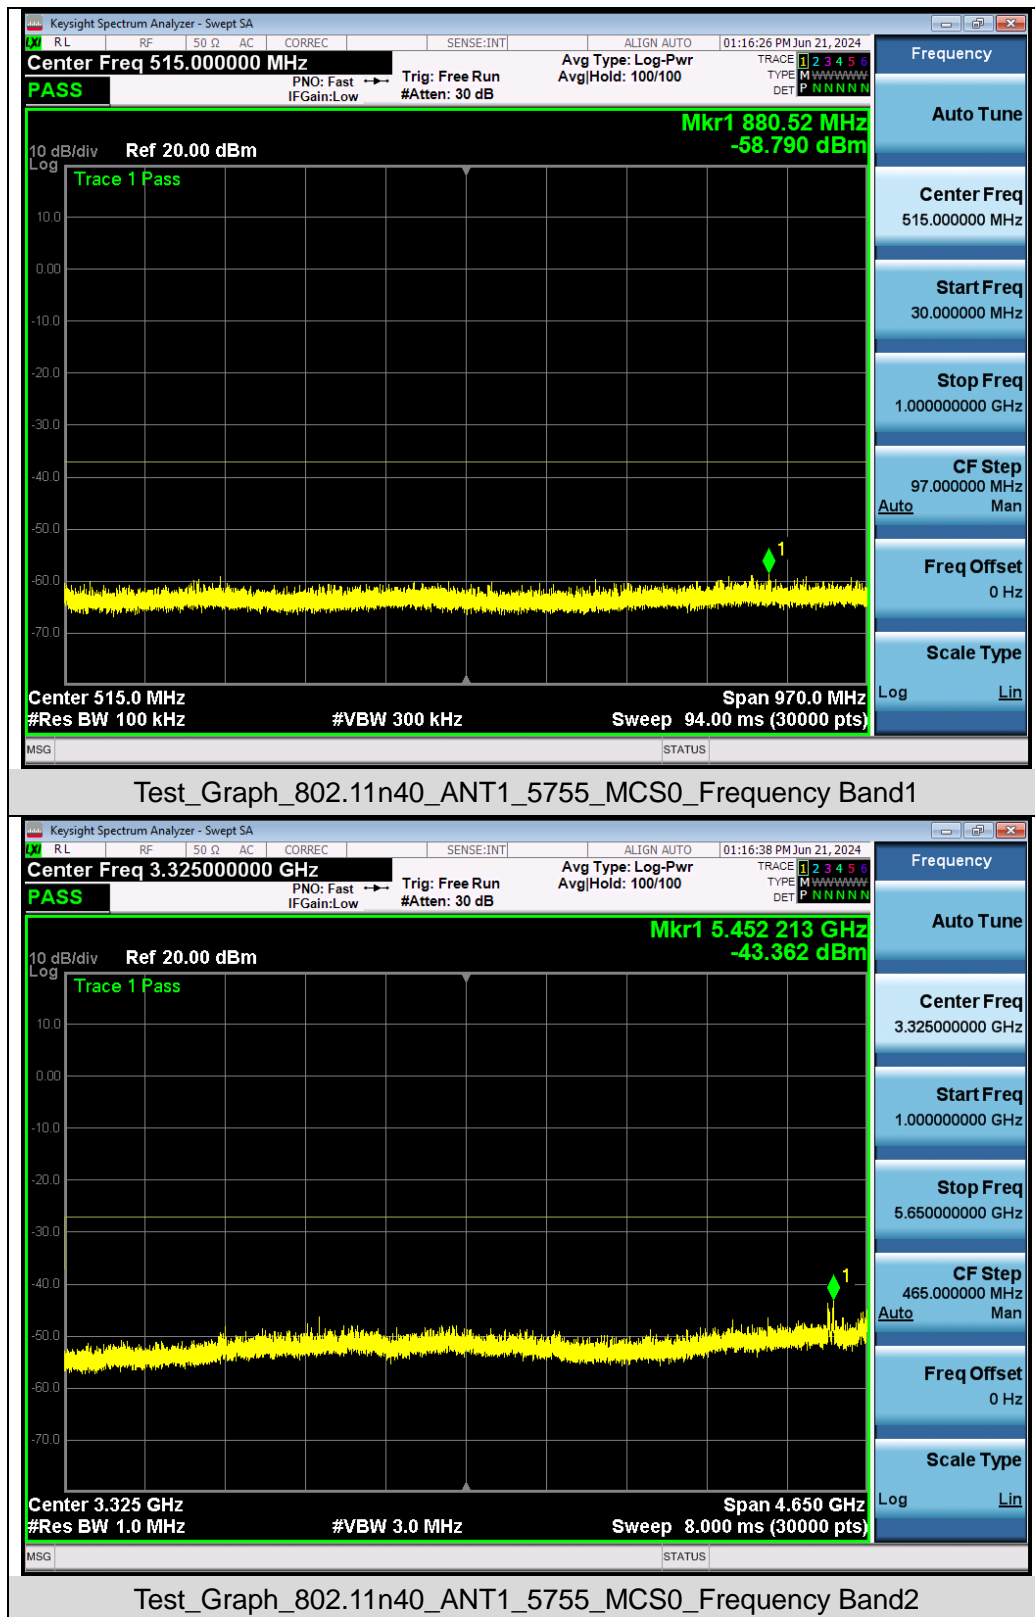 Keysight Spectrum Analyzer - Swept SA
LXI RL RF 50 Ω AC CORREC SENSE:INT ALIGN AUTO 01:16:26 PM Jun 21, 2024
Center Freq 515.000000 MHz
Avg Type: Log-Pwr
TRACE 1 2 3 4 5 6
PASS
PNO: Fast
Trig: Free Run
Avg|Hold: 100/100
TYPE M WWWWW
IFGain:Low
#Atten: 30 dB
DET P N N N N N
Mkr1 880.52 MHz
-58.790 dBm
10 dB/div
Ref 20.00 dBm
Log
Trace 1 Pass
10.0
0.00
-10.0
-20.0
-30.0
-40.0
-50.0
1
-60.0
-70.0
Center 515.0 MHz
Span 970.0 MHz
#Res BW 100 kHz
#VBW 300 kHz
Sweep 94.00 ms (30000 pts)
MSG
STATUS
Frequency
Auto Tune
Center Freq
515.000000 MHz
Start Freq
30.000000 MHz
Stop Freq
1.000000000 GHz
CF Step
97.000000 MHz
Auto Man
Freq Offset
0 Hz
Scale Type
Log Lin
Test_Graph_802.11n40_ANT1_5755_MCS0_Frequency Band1
Keysight Spectrum Analyzer - Swept SA
LXI RL RF 50 Ω AC CORREC SENSE:INT ALIGN AUTO 01:16:38 PM Jun 21, 2024
Center Freq 3.325000000 GHz
Avg Type: Log-Pwr
TRACE 1 2 3 4 5 6
PASS
PNO: Fast
Trig: Free Run
Avg|Hold: 100/100
TYPE M WWWWW
IFGain:Low
#Atten: 30 dB
DET P N N N N N
Mkr1 5.452 213 GHz
-43.362 dBm
10 dB/div
Ref 20.00 dBm
Log
Trace 1 Pass
10.0
0.00
-10.0
-20.0
-30.0
-40.0
1
-50.0
-60.0
-70.0
Center 3.325 GHz
Span 4.650 GHz
#Res BW 1.0 MHz
#VBW 3.0 MHz
Sweep 8.000 ms (30000 pts)
MSG
STATUS
Frequency
Auto Tune
Center Freq
3.325000000 GHz
Start Freq
1.000000000 GHz
Stop Freq
5.650000000 GHz
CF Step
465.000000 MHz
Auto Man
Freq Offset
0 Hz
Scale Type
Log Lin
Test_Graph_802.11n40_ANT1_5755_MCS0_Frequency Band2